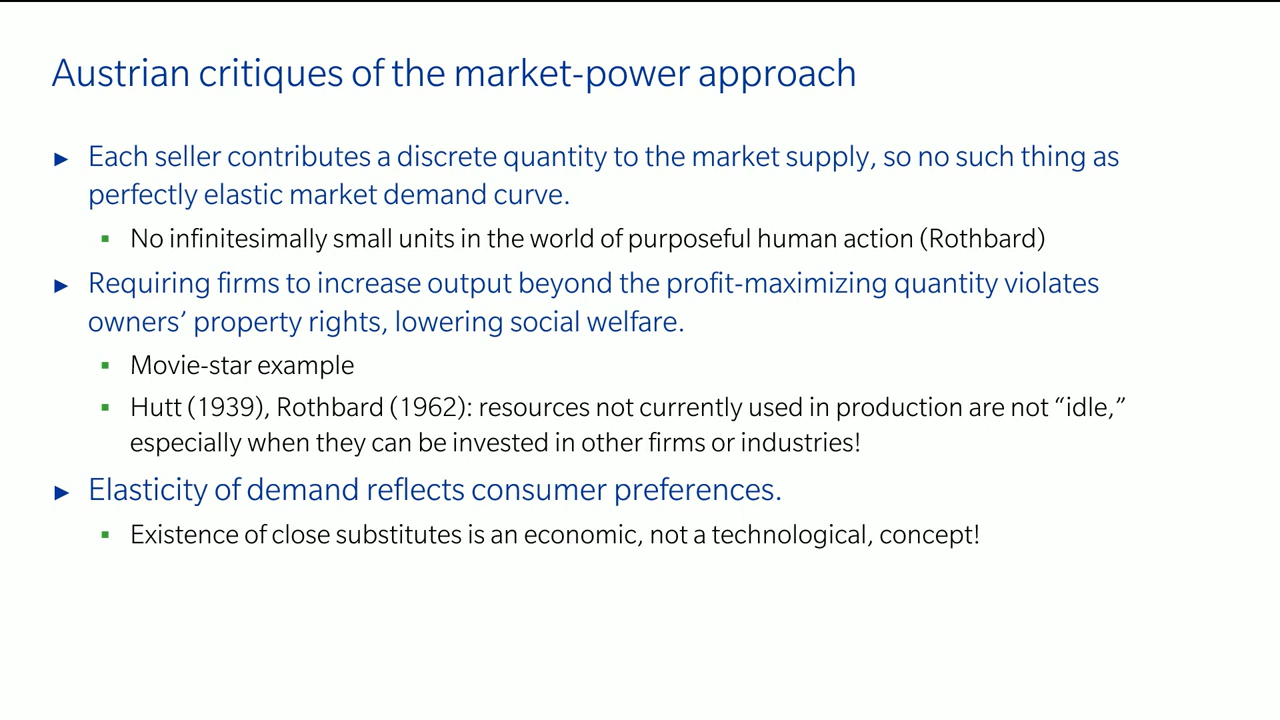 Austrian critiques of the market-power approach
► Each seller contributes a discrete quantity to the market supply, so no such thing as
perfectly elastic market demand curve.
▪ No infinitesimally small units in the world of purposeful human action (Rothbard)
► Requiring firms to increase output beyond the profit-maximizing quantity violates
owners’ property rights, lowering social welfare.
▪ Movie-star example
▪ Hutt (1939), Rothbard (1962): resources not currently used in production are not “idle,”
especially when they can be invested in other firms or industries!
► Elasticity of demand reflects consumer preferences.
▪ Existence of close substitutes is an economic, not a technological, concept!